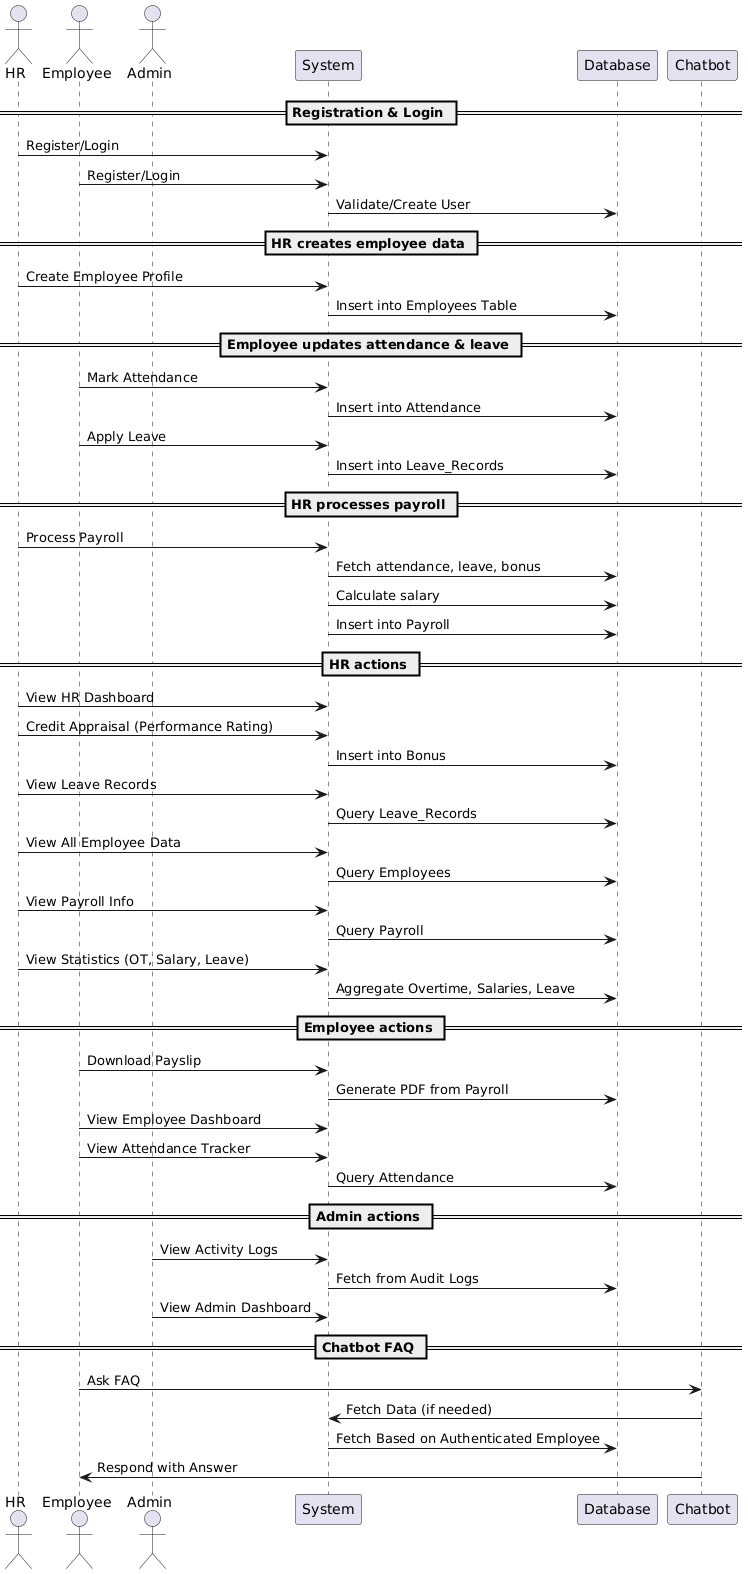 HR
Employee
Admin
System
Database
Chatbot
Registration & Login
Register/Login
Register/Login
Validate/Create User
HR creates employee data
Create Employee Profile
Insert into Employees Table
Employee updates attendance & leave
Mark Attendance
Insert into Attendance
Apply Leave
Insert into Leave_Records
HR processes payroll
Process Payroll
Fetch attendance, leave, bonus
Calculate salary
Insert into Payroll
HR actions
View HR Dashboard
Credit Appraisal (Performance Rating)
Insert into Bonus
View Leave Records
Query Leave_Records
View All Employee Data
Query Employees
View Payroll Info
Query Payroll
View Statistics (OT, Salary, Leave)
Aggregate Overtime, Salaries, Leave
Employee actions
Download Payslip
Generate PDF from Payroll
View Employee Dashboard
View Attendance Tracker
Query Attendance
Admin actions
View Activity Logs
Fetch from Audit Logs
View Admin Dashboard
Chatbot FAQ
Ask FAQ
Fetch Data (if needed)
Fetch Based on Authenticated Employee
Respond with Answer
HR
Employee
Admin
System
Database
Chatbot